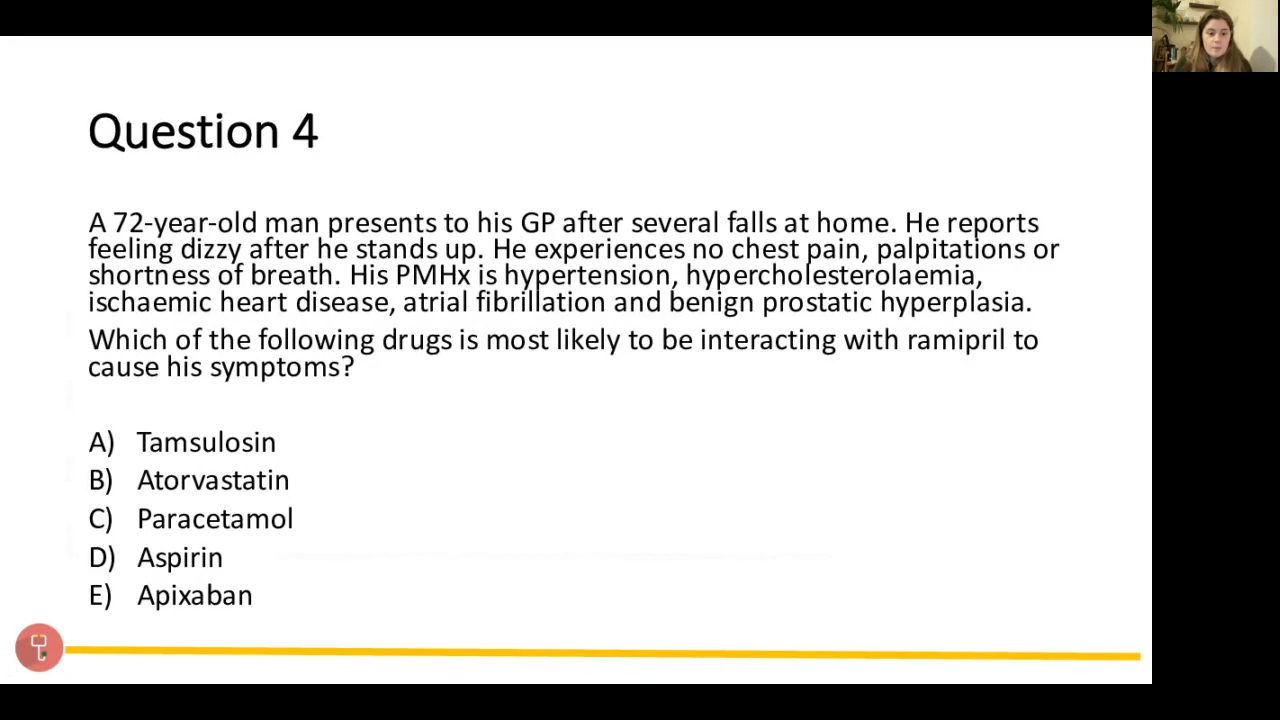 Question 4
A 72-year-old man presents to his GP after several falls at home. He reports
feeling dizzy after he stands up. He experiences no chest pain, palpitations or
shortness of breath. His PMHx is hypertension, hypercholesterolaemia,
ischaemic heart disease, atrial fibrillation and benign prostatic hyperplasia.
Which of the following drugs is most likely to be interacting with ramipril to
cause his symptoms?
A) Tamsulosin
B) Atorvastatin
C) Paracetamol
D) Aspirin
E) Apixaban